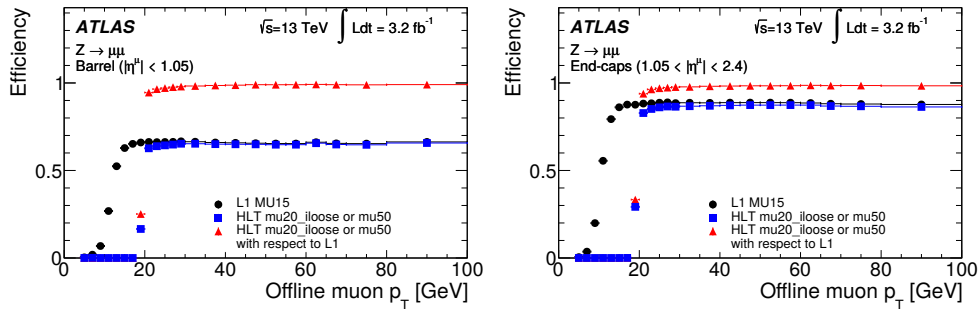 ATLAS
√s=13 TeV ∫ Ldt = 3.2 fb⁻¹
Z → μμ
Barrel (|η^μ| < 1.05)
Efficiency
1
0.5
0
L1 MU15
HLT mu20_iloose or mu50
HLT mu20_iloose or mu50
with respect to L1
0 20 40 60 80 100
Offline muon p_T [GeV]
ATLAS
√s=13 TeV ∫ Ldt = 3.2 fb⁻¹
Z → μμ
End-caps (1.05 < |η^μ| < 2.4)
Efficiency
1
0.5
0
L1 MU15
HLT mu20_iloose or mu50
HLT mu20_iloose or mu50
with respect to L1
0 20 40 60 80 100
Offline muon p_T [GeV]